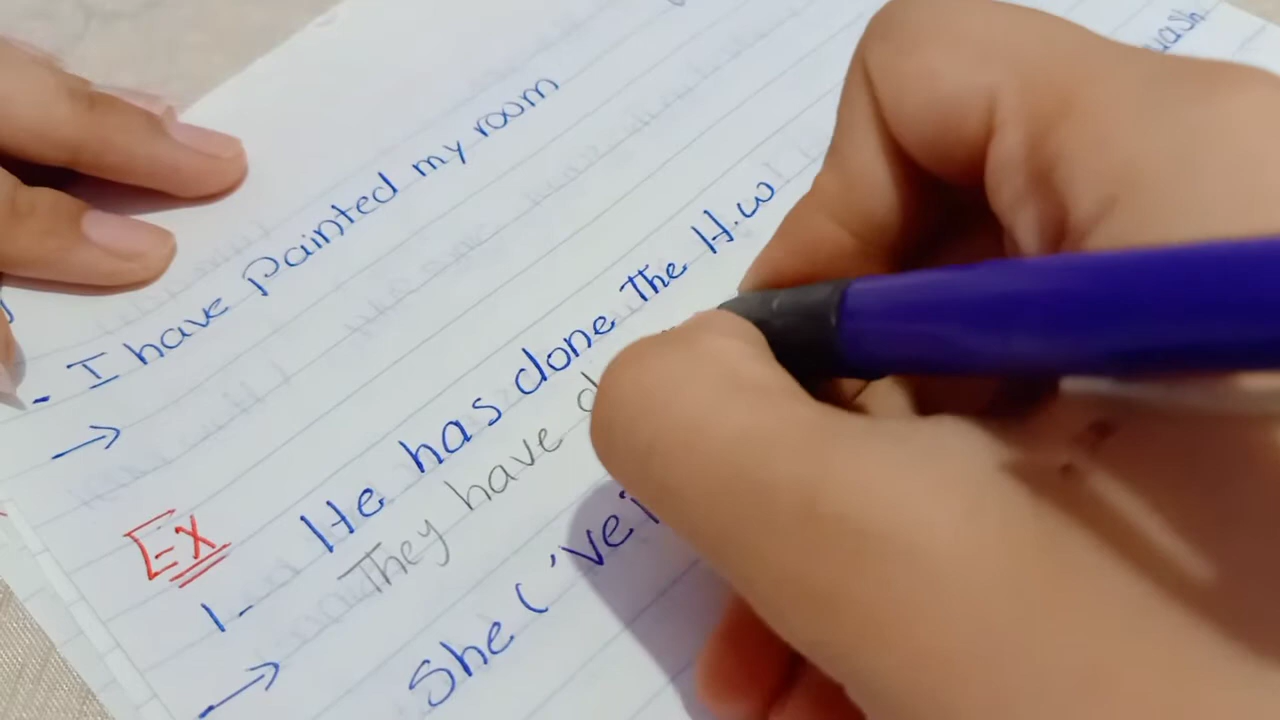 - I have painted my room
→
Ex
1- He has done the H.w
→ They have
She ('ve